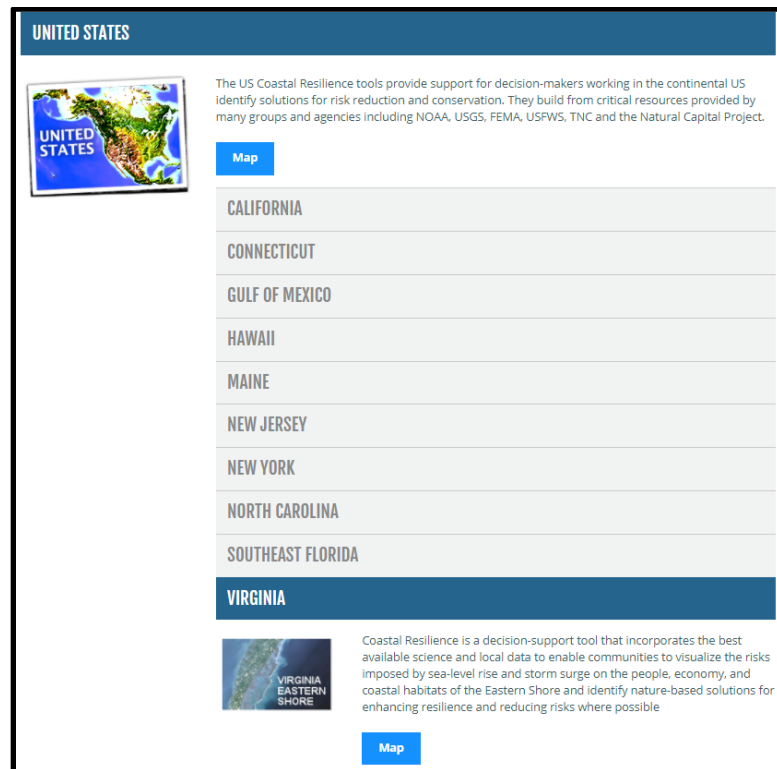 UNITED STATES
UNITED
STATES
The US Coastal Resilience tools provide support for decision-makers working in the continental US
identify solutions for risk reduction and conservation. They build from critical resources provided by
many groups and agencies including NOAA, USGS, FEMA, USFWS, TNC and the Natural Capital Project.
Map
CALIFORNIA
CONNECTICUT
GULF OF MEXICO
HAWAII
MAINE
NEW JERSEY
NEW YORK
NORTH CAROLINA
SOUTHEAST FLORIDA
VIRGINIA
VIRGINIA
EASTERN
SHORE
Coastal Resilience is a decision-support tool that incorporates the best
available science and local data to enable communities to visualize the risks
imposed by sea-level rise and storm surge on the people, economy, and
coastal habitats of the Eastern Shore and identify nature-based solutions for
enhancing resilience and reducing risks where possible
Map